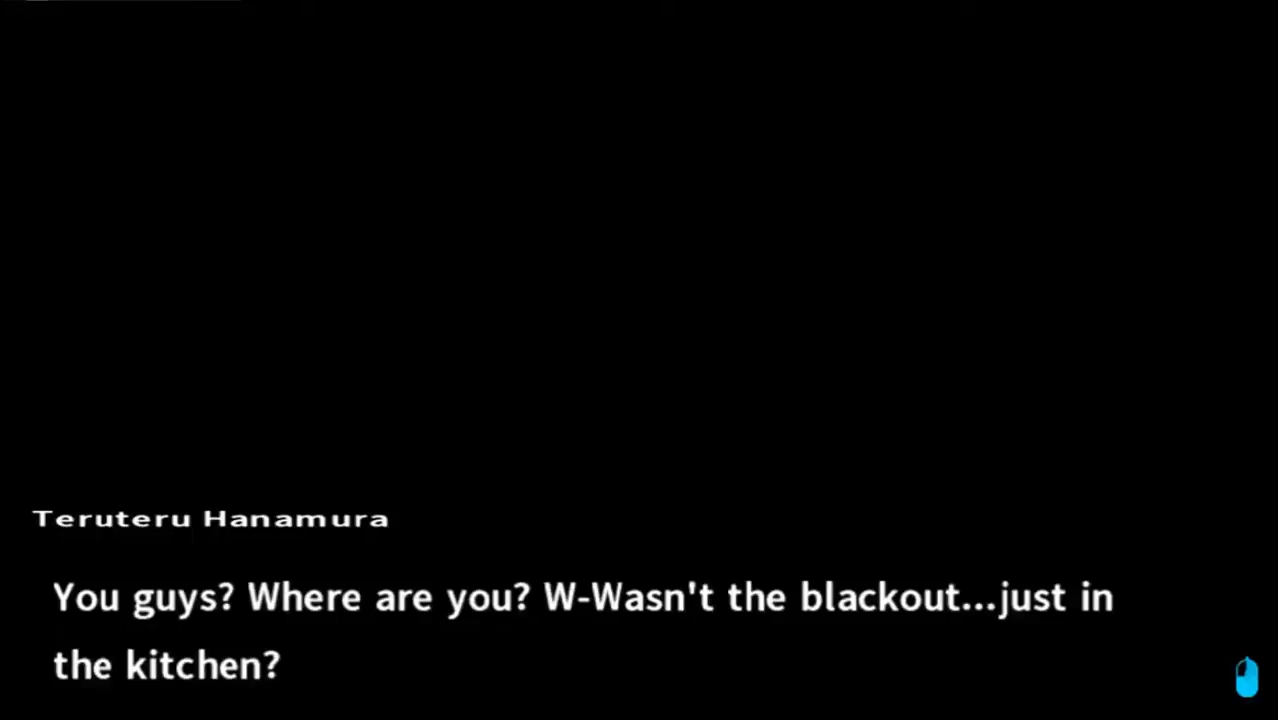 Teruteru Hanamura
You guys? Where are you? W-Wasn't the blackout...just in
the kitchen?